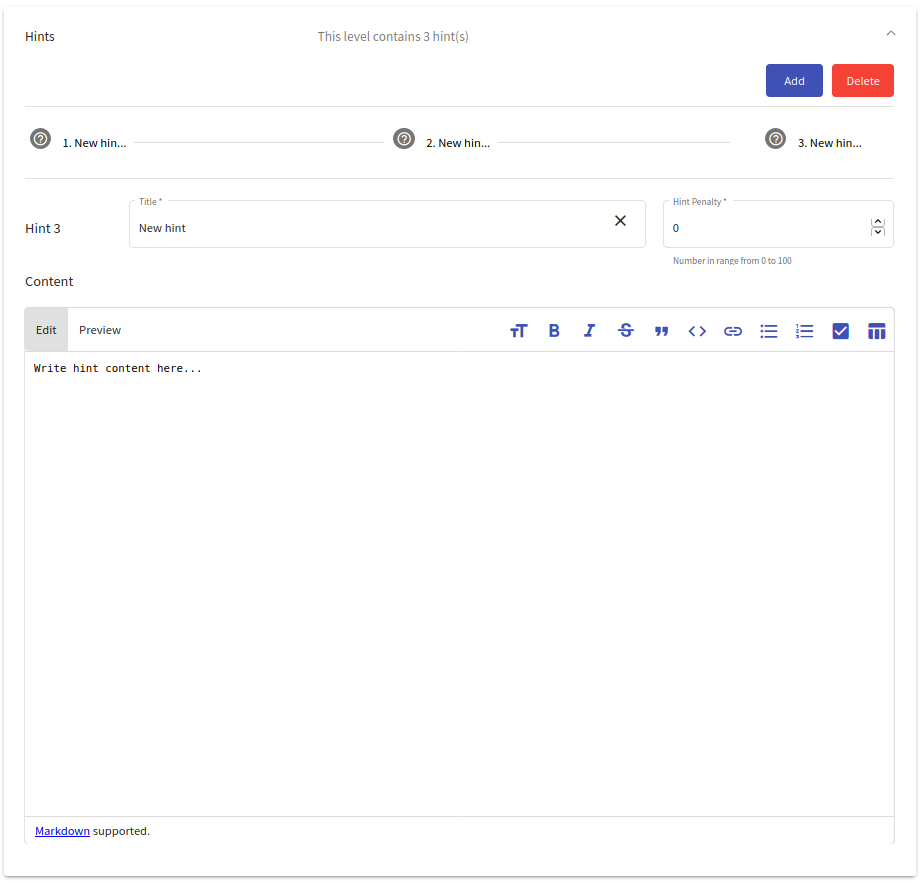 Hints This level contains 3 hint(s)
Add Delete
1. New hin... 2. New hin... 3. New hin...
Title * Hint Penalty *
Hint 3 New hint 0
Number in range from 0 to 100
Content
Edit Preview
Write hint content here...
Markdown supported.